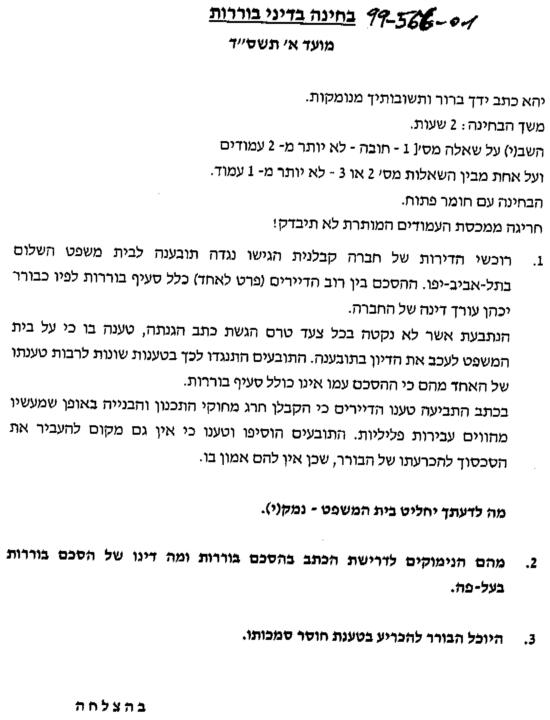 בחינה בדיני בוררות 99-566-01
מועד א' תשס"ד
יהא כתב ידך ברור ותשובותיך מנומקות.
משך הבחינה: 2 שעות.
השב(י) על שאלה מס'[ 1 - חובה - לא יותר מ- 2 עמודים
ועל אחת מבין השאלות מס' 2 או 3 - לא יותר מ- 1 עמוד.
הבחינה עם חומר פתוח.
חריגה ממכסת העמודים המותרת לא תיבדק!
1. רוכשי הדירות של חברה קבלנית הגישו נגדה תובענה לבית משפט השלום
בתל-אביב-יפו. ההסכם בין רוב הדיירים (פרט לאחד) כלל סעיף בוררות לפיו כבורר
יכהן עורך דינה של החברה.
הנתבעת אשר לא נקטה בכל צעד טרם הגשת כתב הגנתה, טענה בו כי על בית
המשפט לעכב את הדיון בתובענה. התובעים התנגדו לכך בטענות שונות לרבות טענתו
של האחד מהם כי ההסכם עמו אינו כולל סעיף בוררות.
בכתב התביעה טענו הדיירים כי הקבלן חרג מחוקי התכנון והבנייה באופן שמעשיו
מהווים עבירות פליליות. התובעים הוסיפו וטענו כי אין גם מקום להעביר את
הסכסוך להכרעתו של הבורר, שכן אין להם אמון בו.
מה לדעתך יחליט בית המשפט - נמק(י).
2. מהם הנימוקים לדרישת הכתב בהסכם בוררות ומה דינו של הסכם בוררות
בעל-פה.
3. היוכל הבורר להכריע בטענת חוסר סמכותו.
בהצלחה